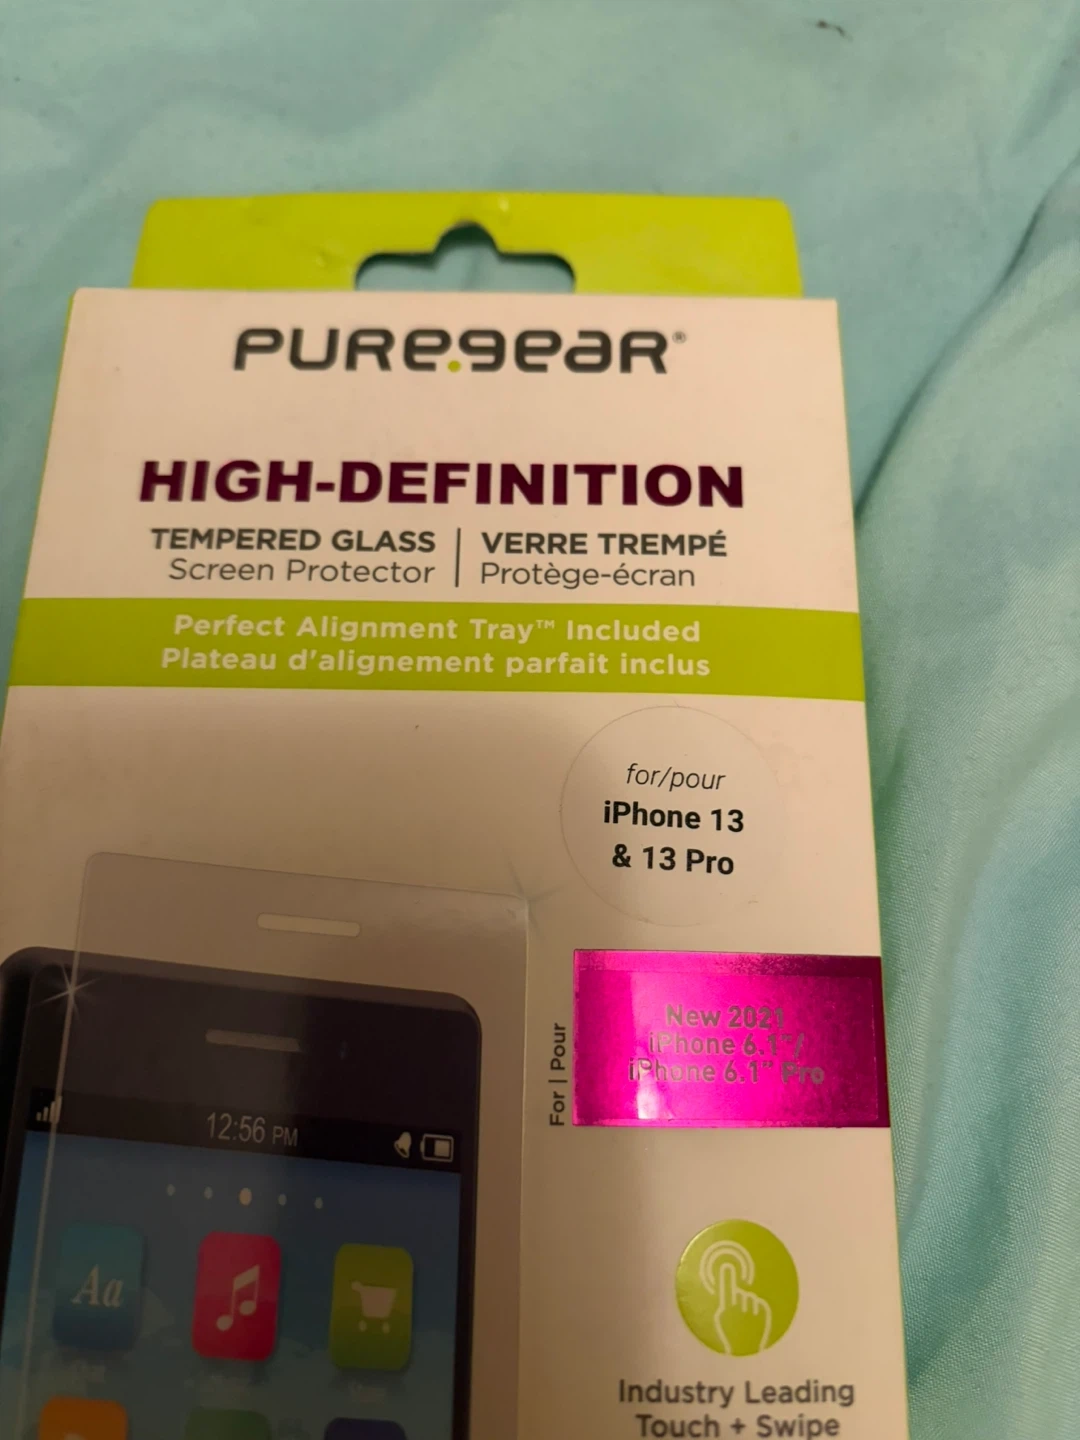 PUREGEAR®
HIGH-DEFINITION
TEMPERED GLASS | VERRE TREMPÉ
Screen Protector | Protège-écran
Perfect Alignment Tray™ Included
Plateau d'alignement parfait inclus
for/pour
iPhone 13
& 13 Pro
For | Pour
New 2021
iPhone 6.1"/
iPhone 6.1" Pro
12:56 PM
Aa
Industry Leading
Touch + Swipe